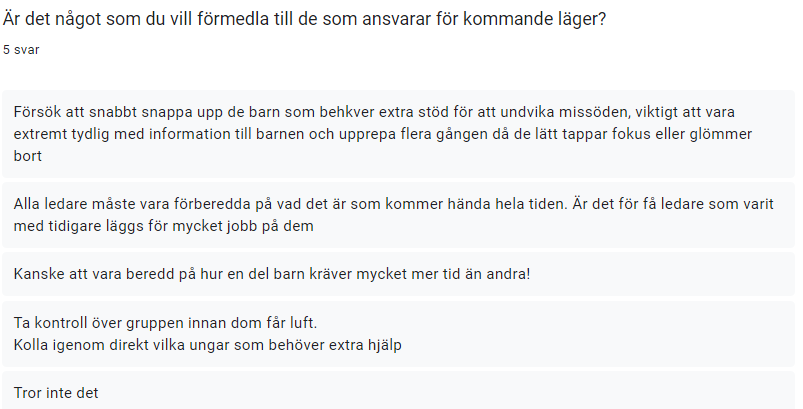 Är det något som du vill förmedla till de som ansvarar för kommande läger?
5 svar
Försök att snabbt snappa upp de barn som behkver extra stöd för att undvika missöden, viktigt att vara
extremt tydlig med information till barnen och upprepa flera gången då de lätt tappar fokus eller glömmer
bort
Alla ledare måste vara förberedda på vad det är som kommer hända hela tiden. Är det för få ledare som varit
med tidigare läggs för mycket jobb på dem
Kanske att vara beredd på hur en del barn kräver mycket mer tid än andra!
Ta kontroll över gruppen innan dom får luft.
Kolla igenom direkt vilka ungar som behöver extra hjälp
Tror inte det